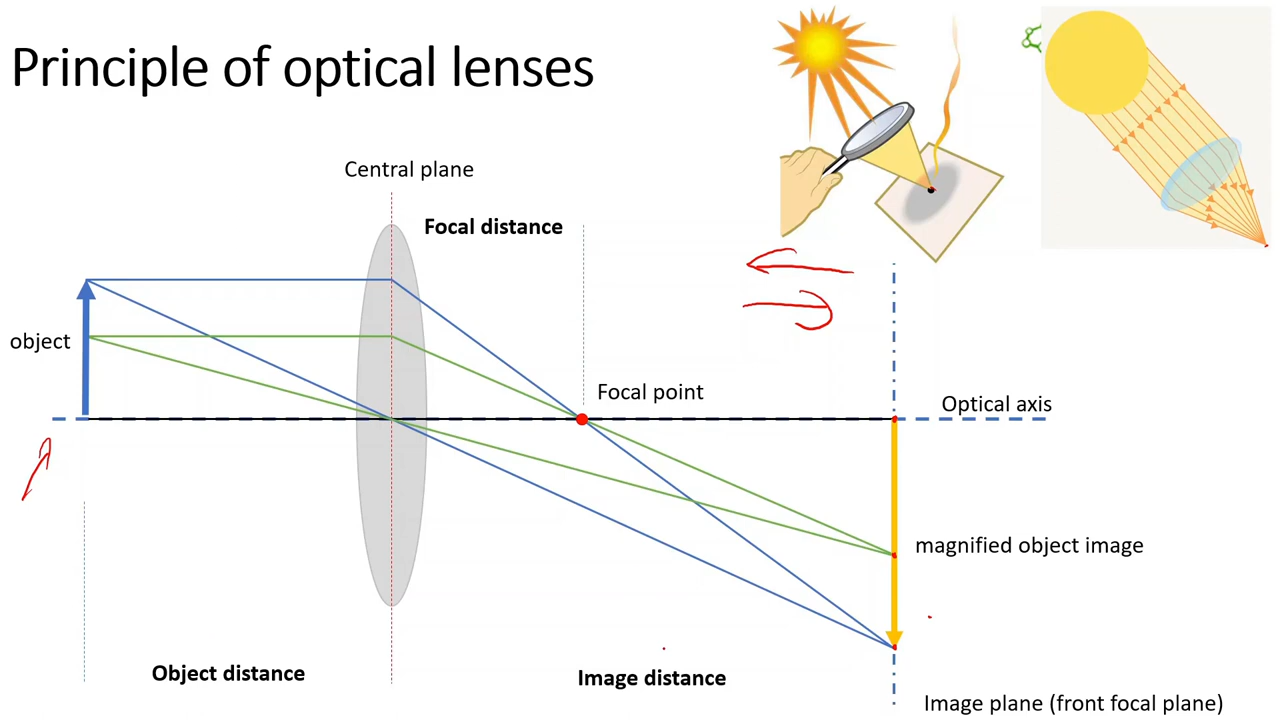 Principle of optical lenses
Central plane
Focal distance
object
Focal point
Optical axis
magnified object image
Object distance
Image distance
Image plane (front focal plane)